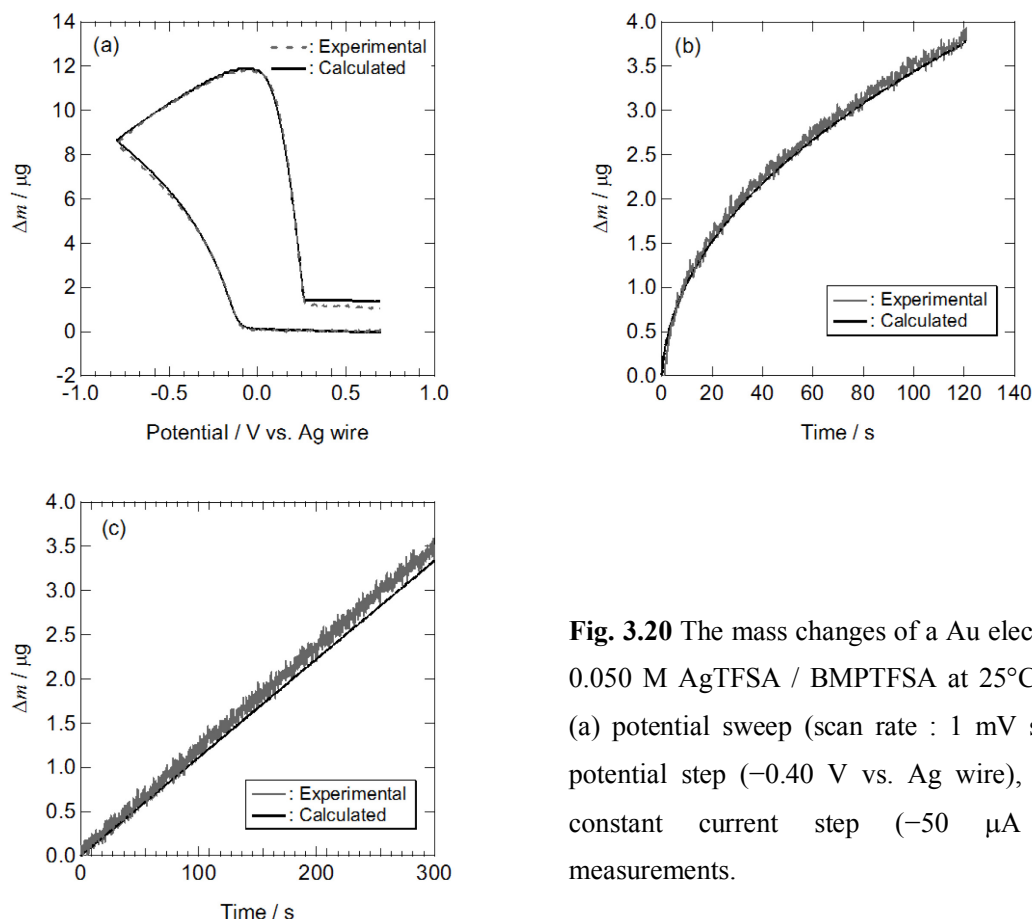 (a)
- - - : Experimental
: Calculated
14
12
10
8
6
4
2
0
-2
Δm / μg
-1.0 -0.5 0.0 0.5 1.0
Potential / V vs. Ag wire
(b)
4.0
3.5
3.0
2.5
2.0
1.5
1.0
0.5
0.0
Δm / μg
: Experimental
: Calculated
0 20 40 60 80 100 120 140
Time / s
(c)
4.0
3.5
3.0
2.5
2.0
1.5
1.0
0.5
0.0
Δm / μg
: Experimental
: Calculated
0 100 200 300
Time / s
Fig. 3.20 The mass changes of a Au elec
0.050 M AgTFSA / BMPTFSA at 25°C
(a) potential sweep (scan rate : 1 mV s
potential step (−0.40 V vs. Ag wire),
constant current step (−50 μA
measurements.